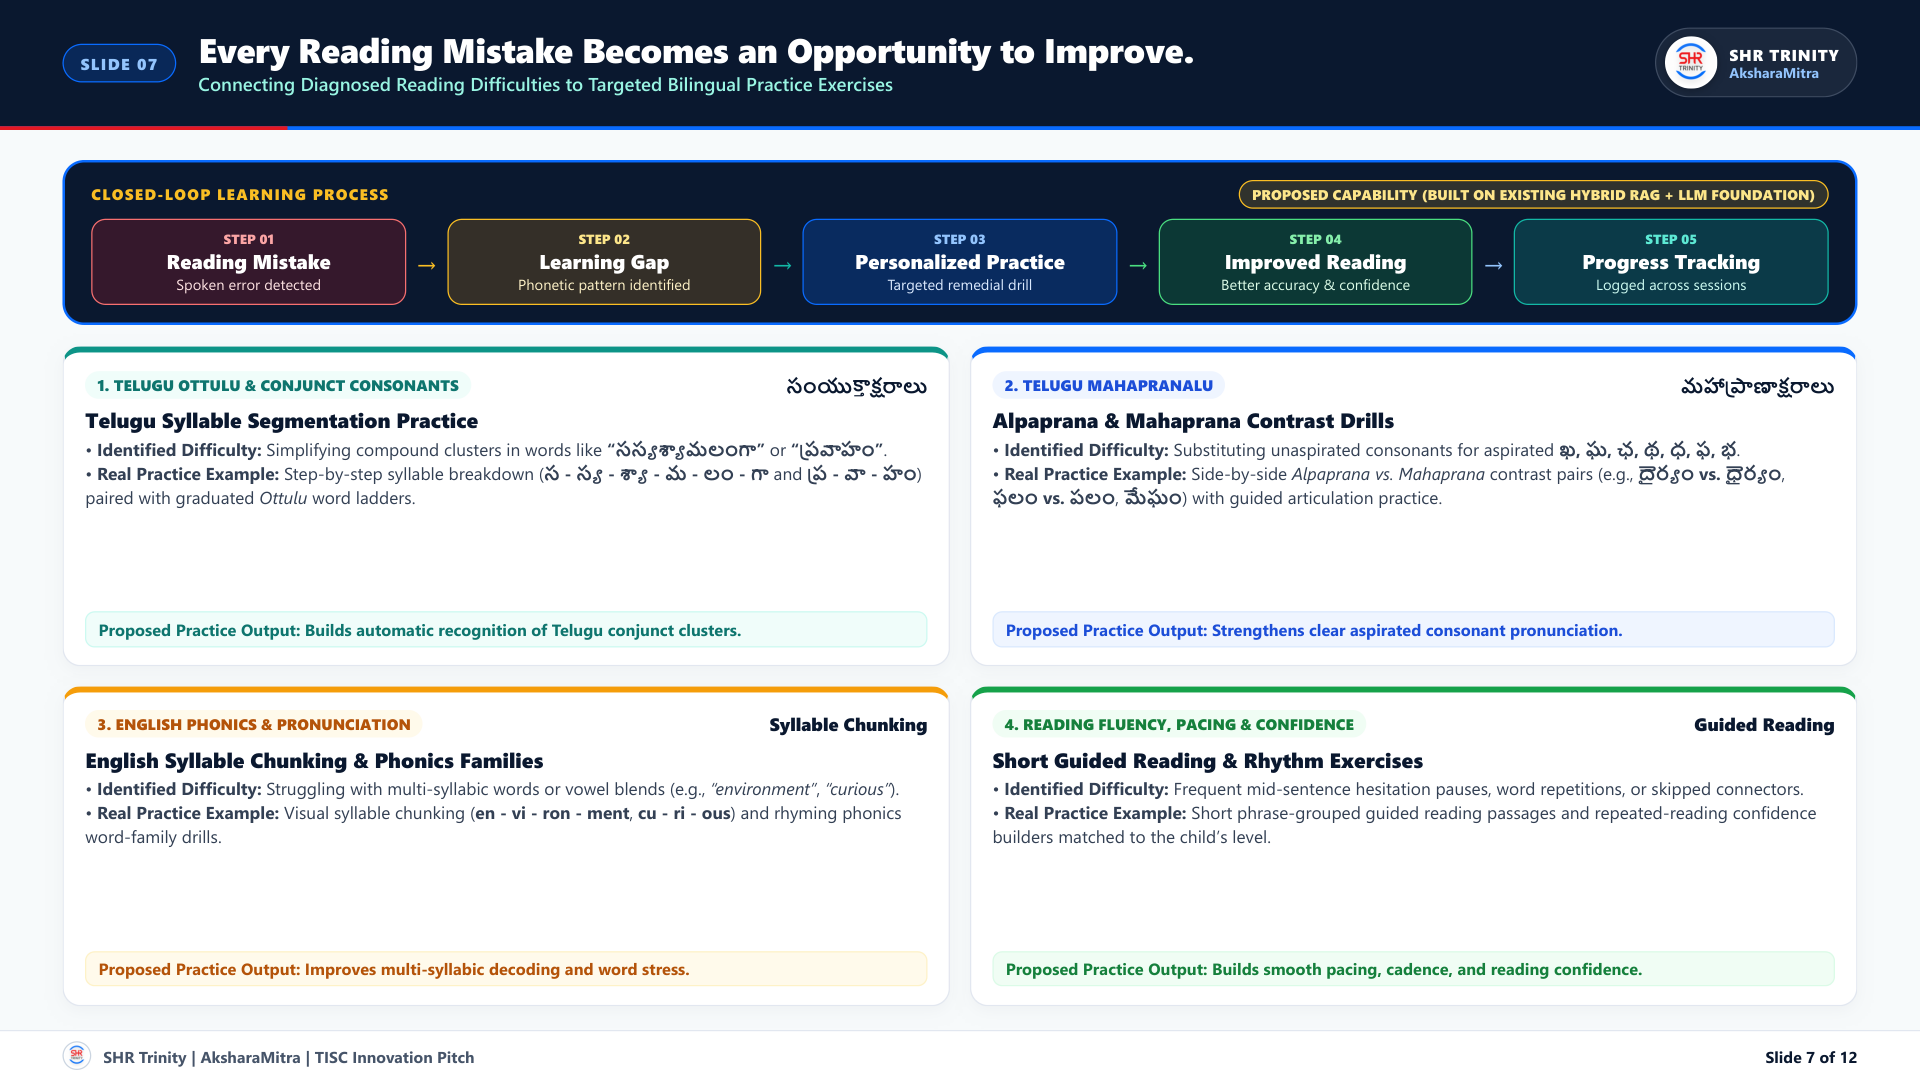 SLIDE 07
Every Reading Mistake Becomes an Opportunity to Improve.
Connecting Diagnosed Reading Difficulties to Targeted Bilingual Practice Exercises
SHR TRINITY
SHR TRINITY
AksharaMitra
CLOSED-LOOP LEARNING PROCESS
PROPOSED CAPABILITY (BUILT ON EXISTING HYBRID RAG + LLM FOUNDATION)
STEP 01
Reading Mistake
Spoken error detected
→
STEP 02
Learning Gap
Phonetic pattern identified
→
STEP 03
Personalized Practice
Targeted remedial drill
→
STEP 04
Improved Reading
Better accuracy & confidence
→
STEP 05
Progress Tracking
Logged across sessions
1. TELUGU OTTULU & CONJUNCT CONSONANTS
సంయుక్తాక్షరాలు
Telugu Syllable Segmentation Practice
• Identified Difficulty: Simplifying compound clusters in words like “సస్యశ్యామలంగా” or “ప్రవాహం”.
• Real Practice Example: Step-by-step syllable breakdown (స - స్య - శ్యా - మ - లం - గా and ప్ర - వా - హం)
paired with graduated Ottulu word ladders.
Proposed Practice Output: Builds automatic recognition of Telugu conjunct clusters.
2. TELUGU MAHAPRANALU
మహాప్రాణాక్షరాలు
Alpaprana & Mahaprana Contrast Drills
• Identified Difficulty: Substituting unaspirated consonants for aspirated ఖ, ఘ, ఛ, థ, ధ, ఫ, భ.
• Real Practice Example: Side-by-side Alpaprana vs. Mahaprana contrast pairs (e.g., దైర్యం vs. ధైర్యం,
ఫలం vs. పలం, మేఘం) with guided articulation practice.
Proposed Practice Output: Strengthens clear aspirated consonant pronunciation.
3. ENGLISH PHONICS & PRONUNCIATION
Syllable Chunking
English Syllable Chunking & Phonics Families
• Identified Difficulty: Struggling with multi-syllabic words or vowel blends (e.g., “environment”, “curious”).
• Real Practice Example: Visual syllable chunking (en - vi - ron - ment, cu - ri - ous) and rhyming phonics
word-family drills.
Proposed Practice Output: Improves multi-syllabic decoding and word stress.
4. READING FLUENCY, PACING & CONFIDENCE
Guided Reading
Short Guided Reading & Rhythm Exercises
• Identified Difficulty: Frequent mid-sentence hesitation pauses, word repetitions, or skipped connectors.
• Real Practice Example: Short phrase-grouped guided reading passages and repeated-reading confidence
builders matched to the child’s level.
Proposed Practice Output: Builds smooth pacing, cadence, and reading confidence.
SHR TRINITY
SHR Trinity | AksharaMitra | TISC Innovation Pitch
Slide 7 of 12